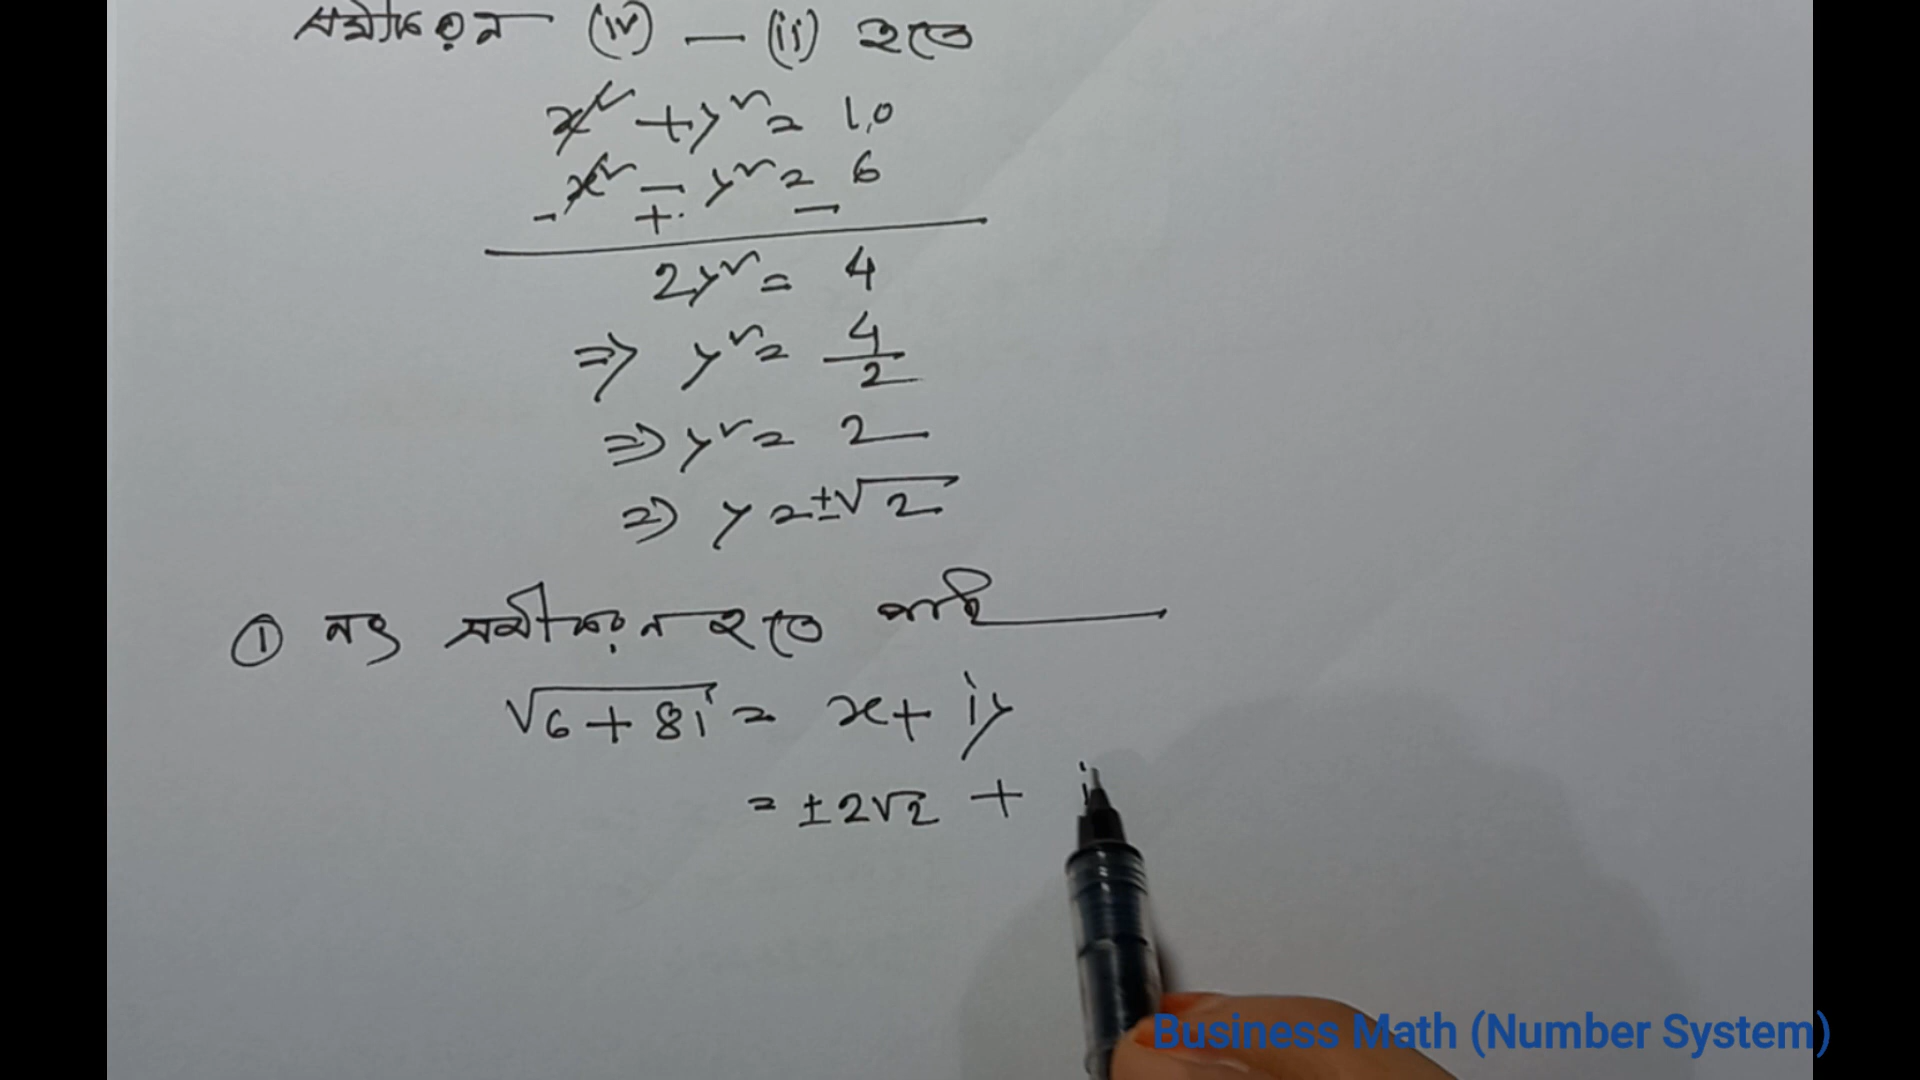 সমীকরণ (iv) — (ii) হতে
x² + y² = 10
x² − y² = 6
− + −
2y² = 4
⇒ y² = 4/2
⇒ y² = 2
⇒ y = ±√2
① নং সমীকরণ হতে পাই
√6 + 8i = x + iy
= ±2√2 + i
Business Math (Number System)